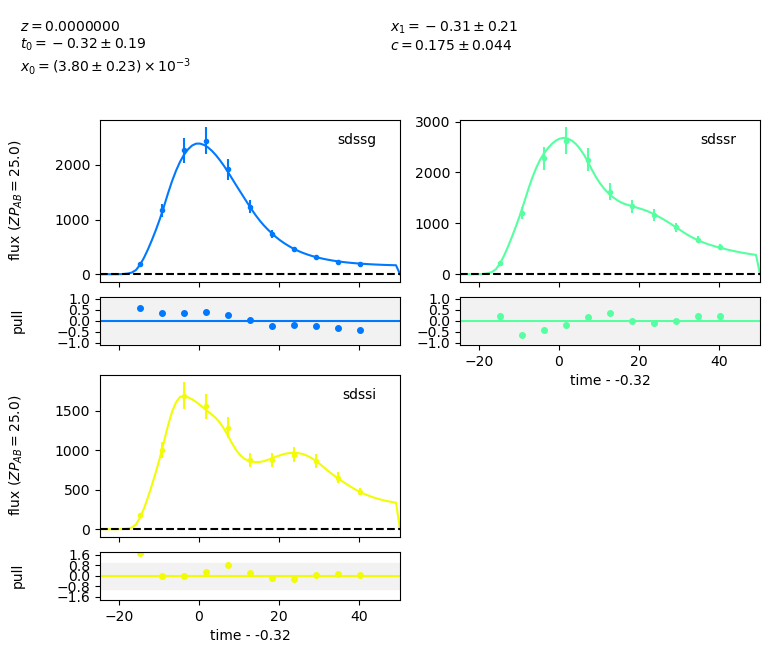 z = 0.0000000
t₀ = −0.32 ± 0.19
x₀ = (3.80 ± 0.23) × 10⁻³
x₁ = −0.31 ± 0.21
c = 0.175 ± 0.044
flux (ZP_AB = 25.0)
2000
1000
0
sdssg
3000
2000
1000
0
sdssr
pull
1.0
0.5
0.0
−0.5
−1.0
1.0
0.5
0.0
−0.5
−1.0
−20 0 20 40
time - -0.32
flux (ZP_AB = 25.0)
1500
1000
500
0
sdssi
pull
1.6
0.8
0.0
−0.8
−1.6
−20 0 20 40
time - -0.32